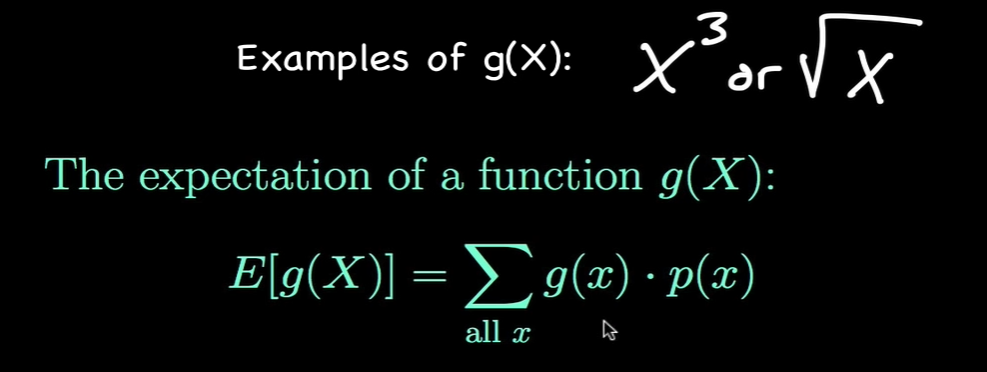 Examples of g(X): X³ or √X
The expectation of a function g(X):
E[g(X)] = ∑ g(x) · p(x)
all x